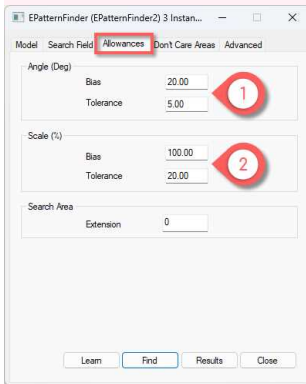 EPatternFinder (EPatternFinder2) 3 Instan...
Model Search Field Allowances Don't Care Areas Advanced
Angle (Deg)
Bias 20.00
Tolerance 5.00
1
Scale (%)
Bias 100.00
Tolerance 20.00
2
Search Area
Extension 0
Learn Find Results Close